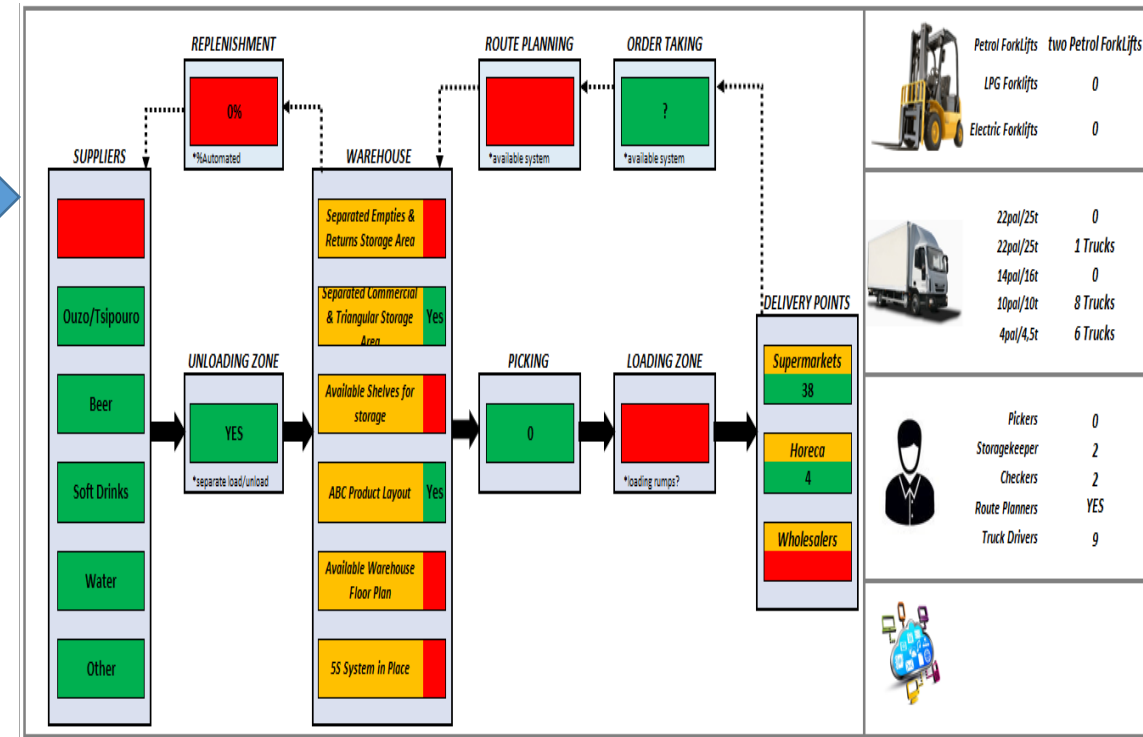 REPLENISHMENT
0%
*%Automated
ROUTE PLANNING
*available system
ORDER TAKING
?
*available system
SUPPLIERS
Ouzo/Tsipouro
Beer
Soft Drinks
Water
Other
UNLOADING ZONE
YES
*separate load/unload
WAREHOUSE
Separated Empties &
Returns Storage Area
Separated Commercial
& Triangular Storage
Area
Yes
Available Shelves for
storage
ABC Product Layout
Yes
Available Warehouse
Floor Plan
5S System in Place
PICKING
0
LOADING ZONE
*loading rumps?
DELIVERY POINTS
Supermarkets
38
Horeca
4
Wholesalers
Petrol ForkLifts two Petrol ForkLifts
LPG Forklifts 0
Electric Forklifts 0
22pal/25t 0
22pal/25t 1 Trucks
14pal/16t 0
10pal/10t 8 Trucks
4pal/4,5t 6 Trucks
Pickers 0
Storagekeeper 2
Checkers 2
Route Planners YES
Truck Drivers 9